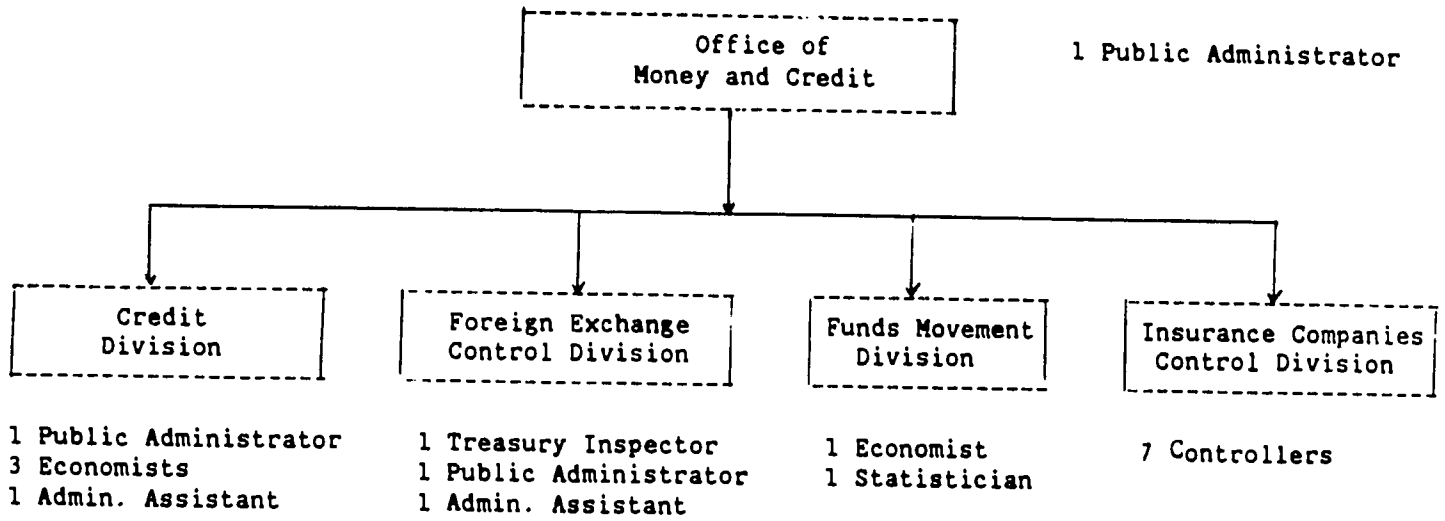 Office of
Money and Credit
1 Public Administrator
Credit
Division
Foreign Exchange
Control Division
Funds Movement
Division
Insurance Companies
Control Division
1 Public Administrator
3 Economists
1 Admin. Assistant
1 Treasury Inspector
1 Public Administrator
1 Admin. Assistant
1 Economist
1 Statistician
7 Controllers